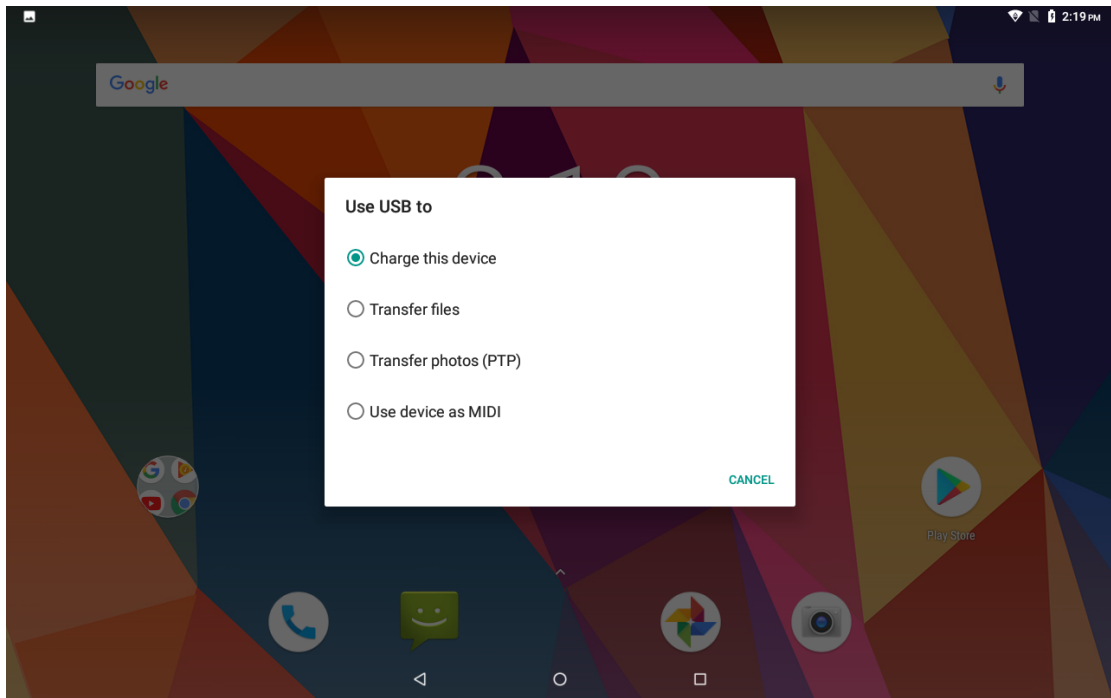 2:19 PM
Google
Use USB to
Charge this device
Transfer files
Transfer photos (PTP)
Use device as MIDI
CANCEL
Play Store